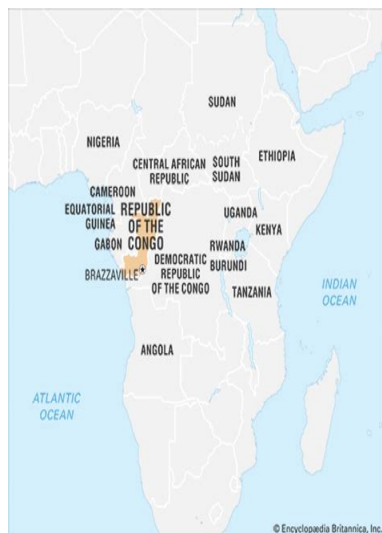 SUDAN
NIGERIA
ETHIOPIA
CENTRAL AFRICAN
REPUBLIC
SOUTH
SUDAN
CAMEROON
EQUATORIAL
GUINEA
REPUBLIC
OF THE
CONGO
UGANDA
KENYA
GABON
RWANDA
BURUNDI
DEMOCRATIC
REPUBLIC
OF THE CONGO
BRAZZAVILLE
TANZANIA
INDIAN
OCEAN
ANGOLA
ATLANTIC
OCEAN
© Encyclopædia Britannica, Inc.